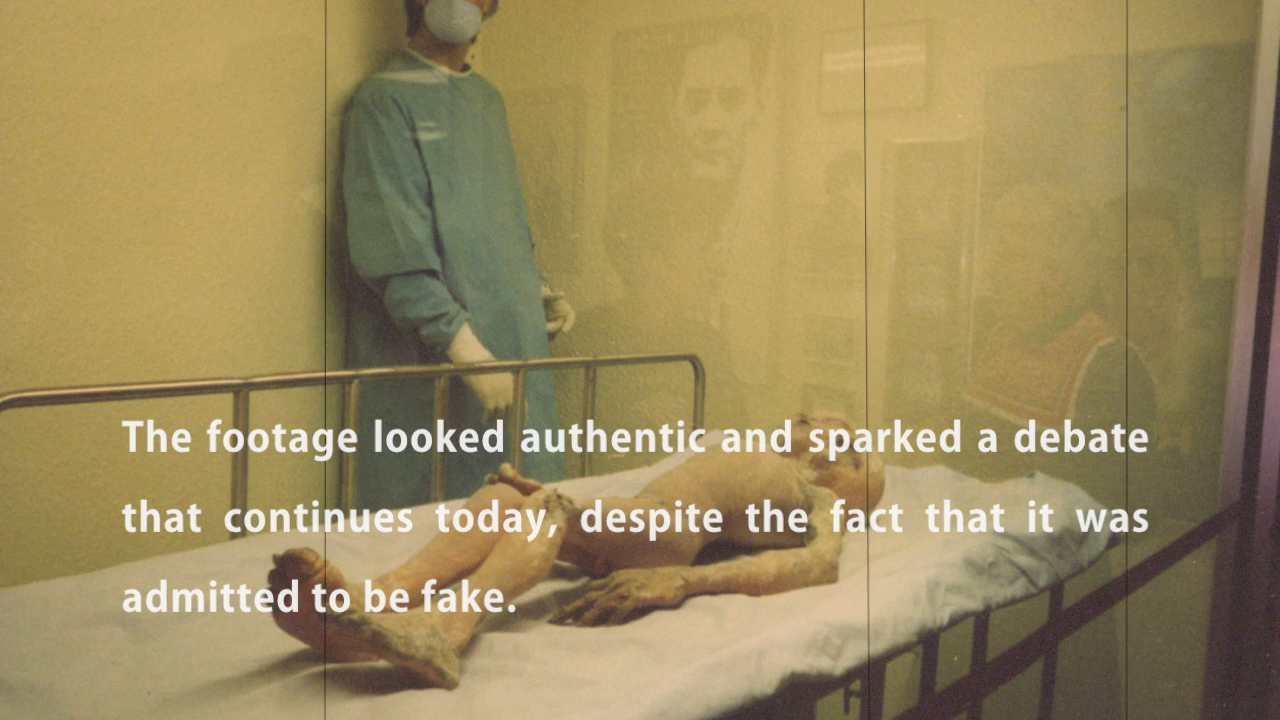 The footage looked authentic and sparked a debate
that continues today, despite the fact that it was
admitted to be fake.